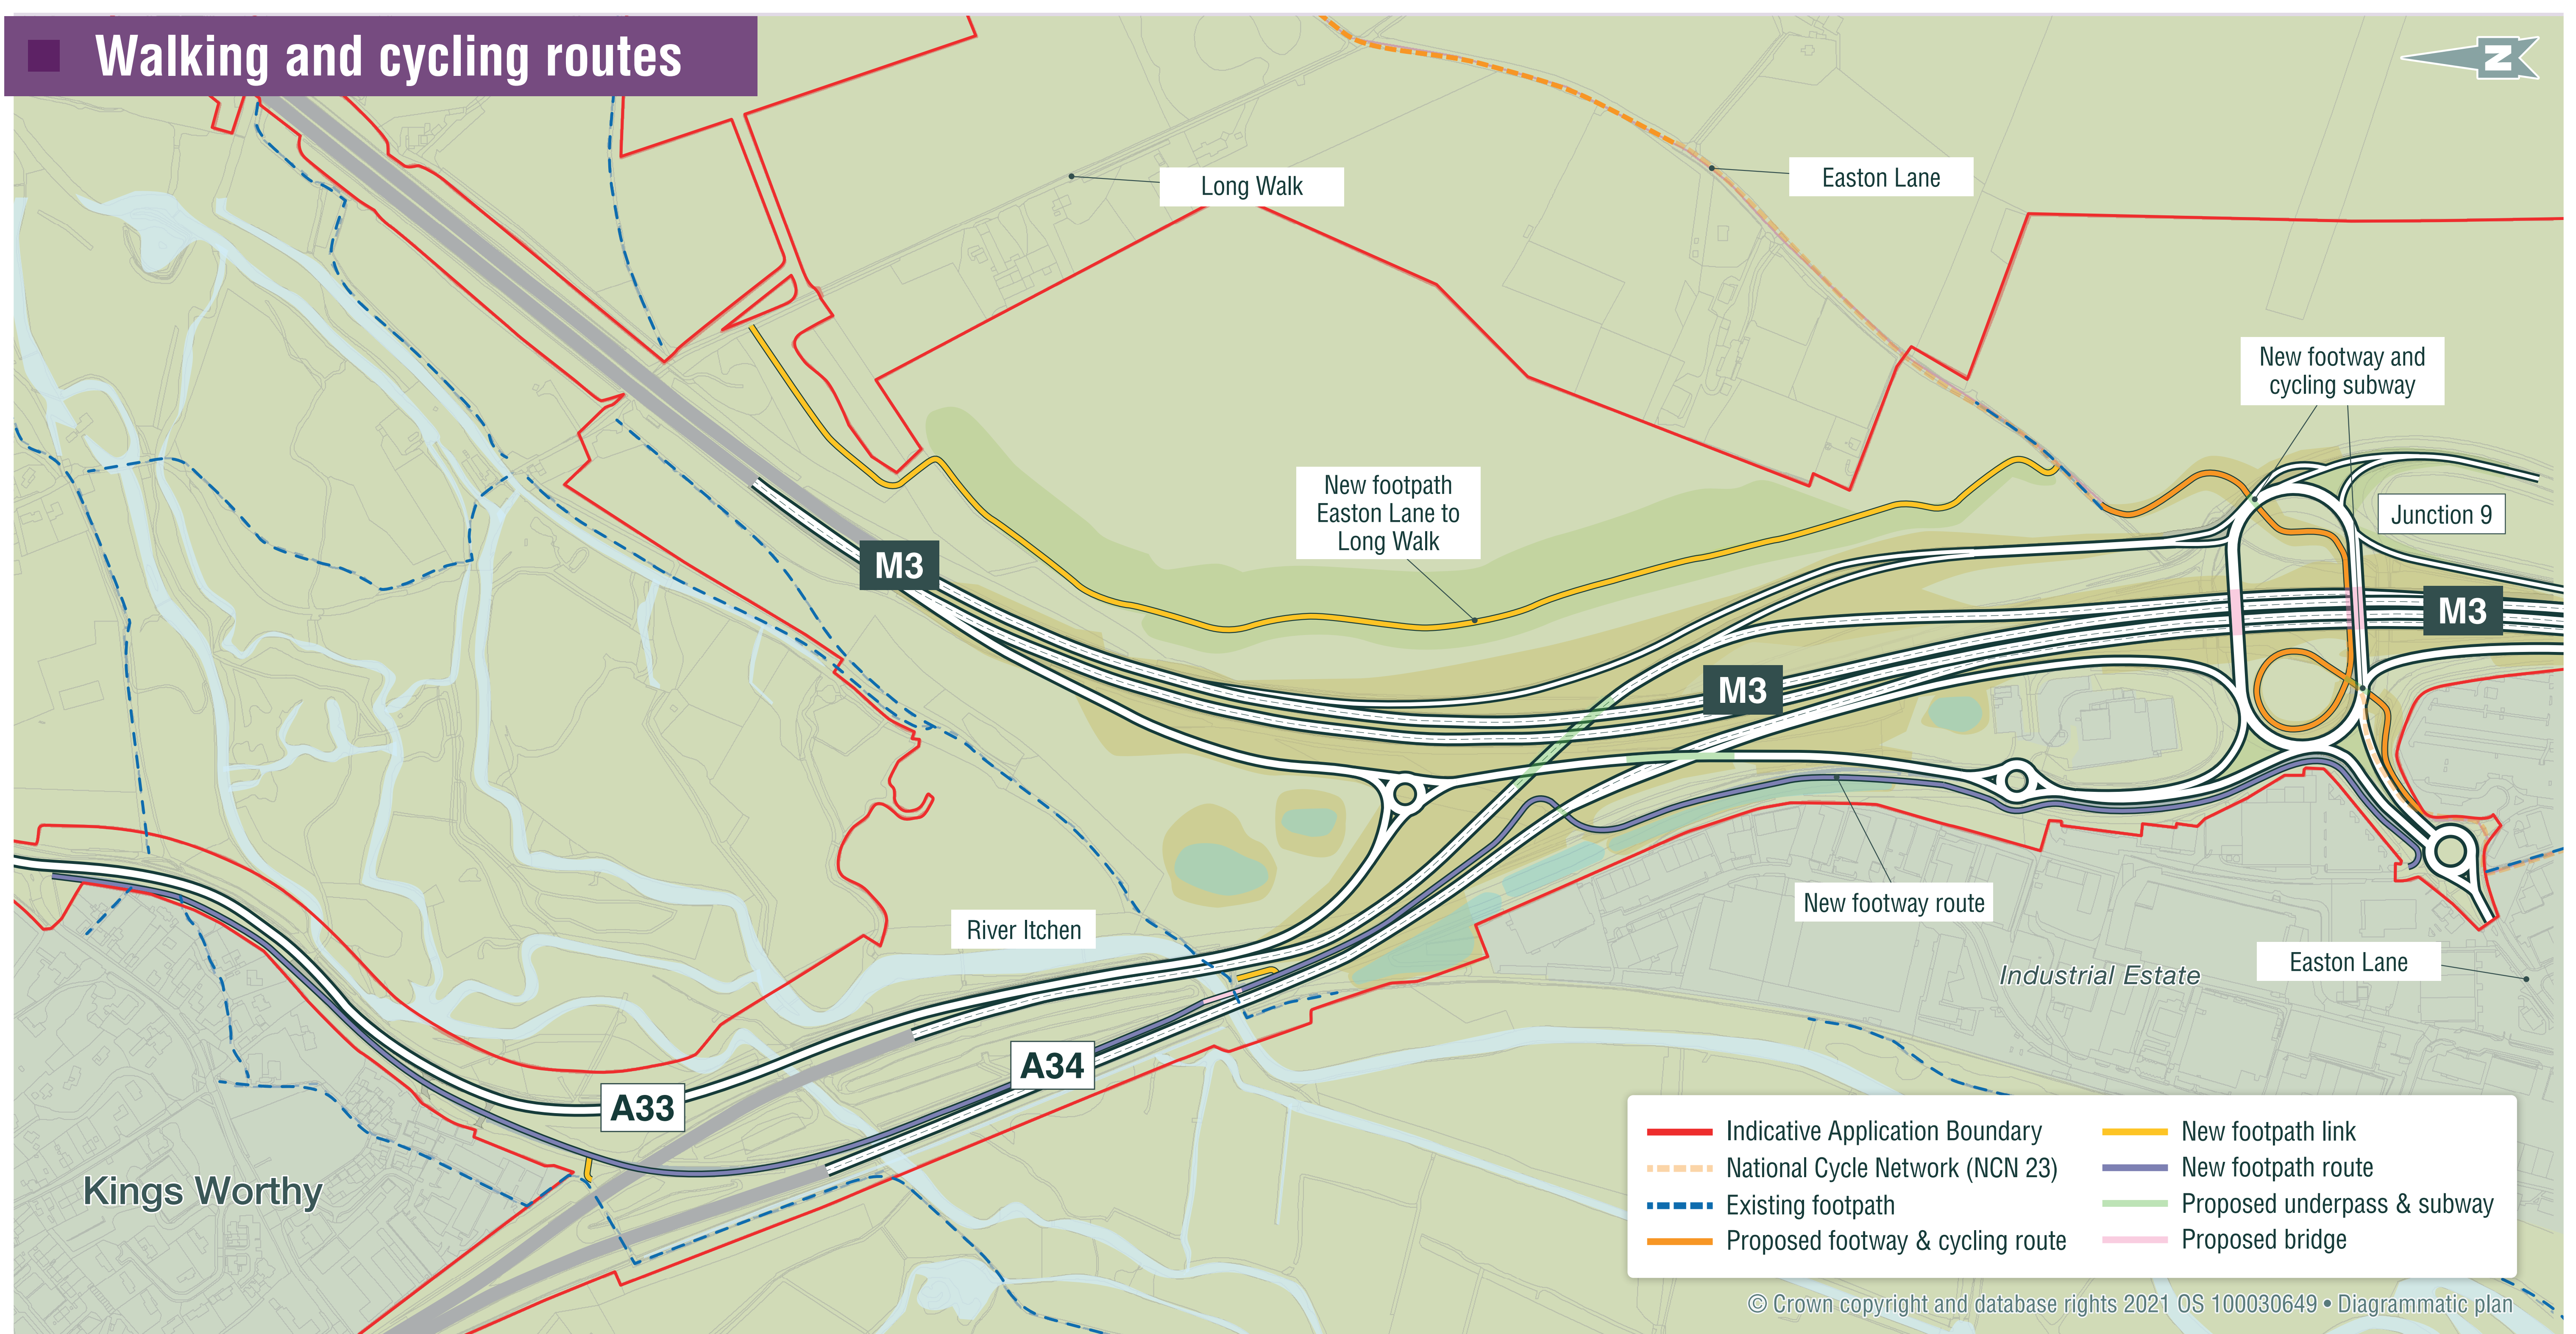 Walking and cycling routes
N
Long Walk
Easton Lane
New footway and
cycling subway
New footpath
Easton Lane to
Long Walk
Junction 9
M3
M3
M3
New footway route
River Itchen
Industrial Estate
Easton Lane
A34
A33
Kings Worthy
Indicative Application Boundary
National Cycle Network (NCN 23)
Existing footpath
Proposed footway & cycling route
New footpath link
New footpath route
Proposed underpass & subway
Proposed bridge
© Crown copyright and database rights 2021 OS 100030649 • Diagrammatic plan